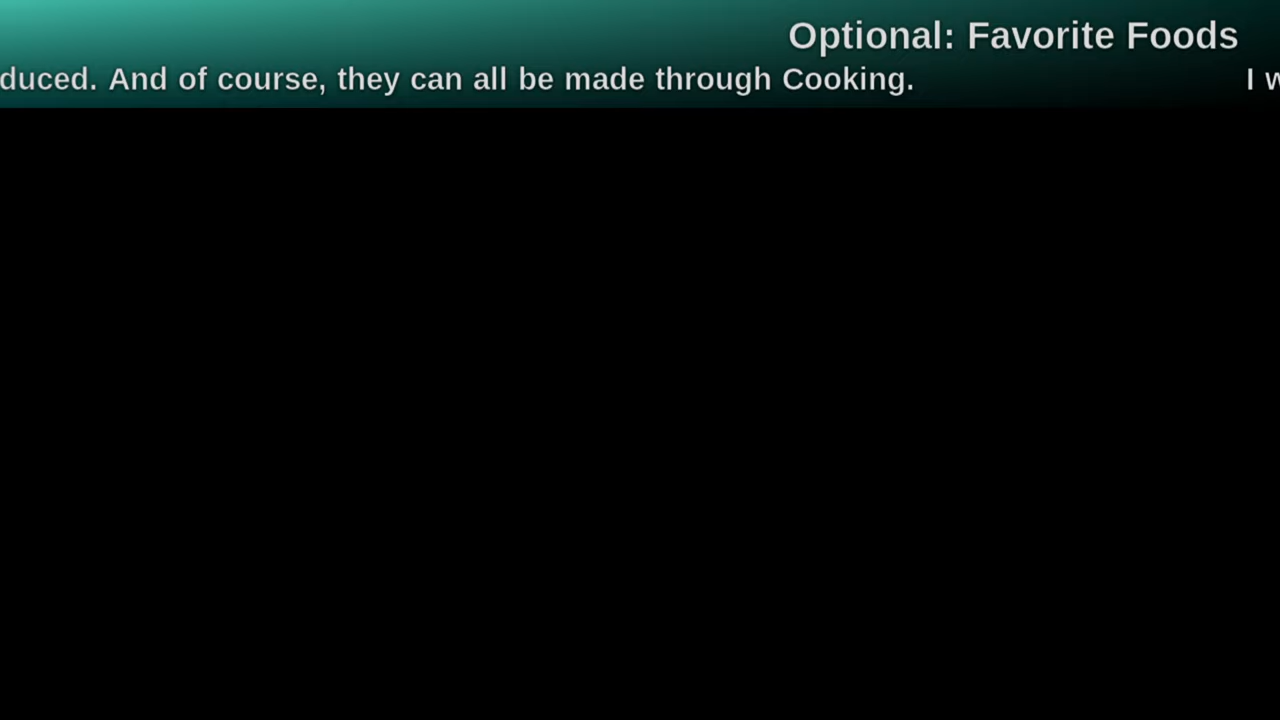 Optional: Favorite Foods
duced. And of course, they can all be made through Cooking. I w